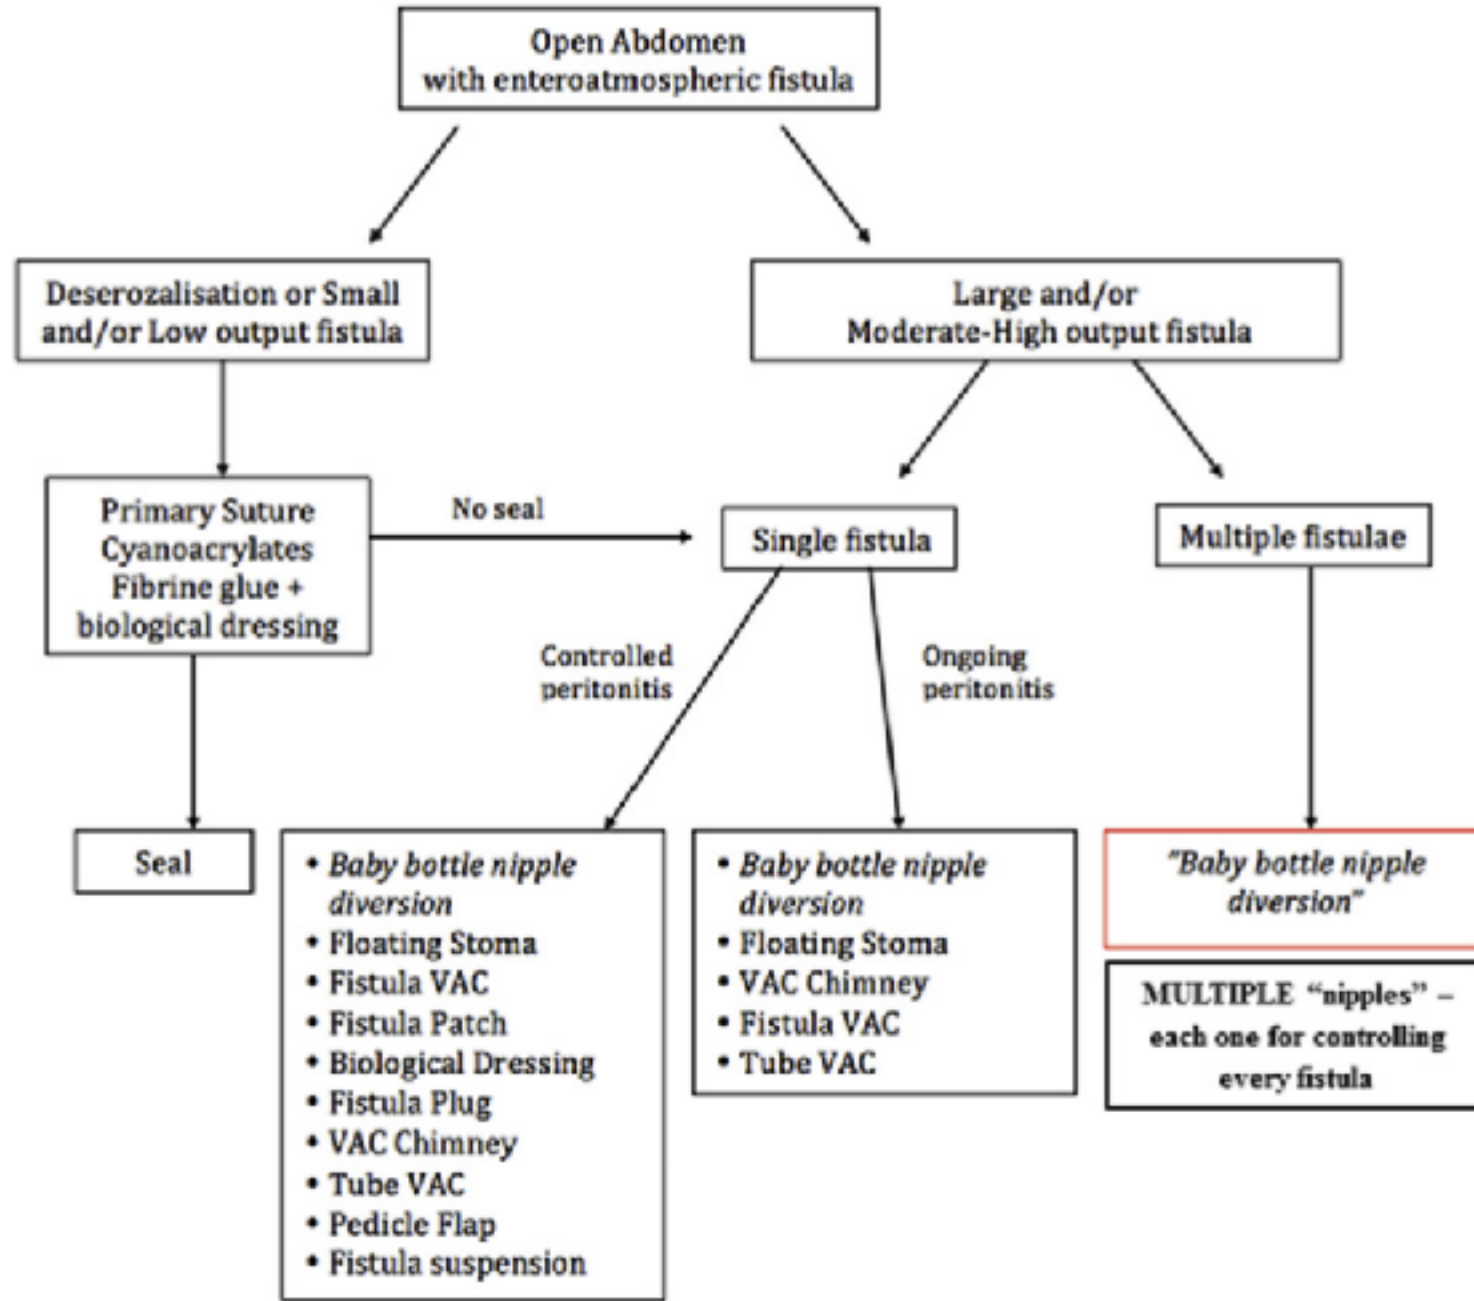 Open Abdomen
with enteroatmospheric fistula
Deserozalisation or Small
and/or Low output fistula
Large and/or
Moderate-High output fistula
Primary Suture
Cyanoacrylates
Fibrine glue +
biological dressing
No seal
Single fistula
Multiple fistulae
Controlled
peritonitis
Ongoing
peritonitis
Seal
• Baby bottle nipple
diversion
• Floating Stoma
• Fistula VAC
• Fistula Patch
• Biological Dressing
• Fistula Plug
• VAC Chimney
• Tube VAC
• Pedicle Flap
• Fistula suspension
• Baby bottle nipple
diversion
• Floating Stoma
• VAC Chimney
• Fistula VAC
• Tube VAC
"Baby bottle nipple
diversion"
MULTIPLE “nipples” –
each one for controlling
every fistula